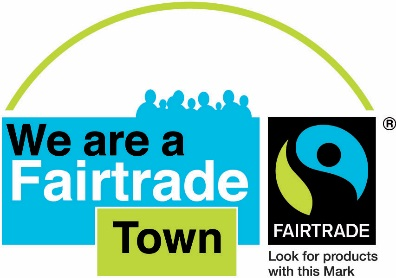 We are a
Fairtrade
Town
®
FAIRTRADE
Look for products
with this Mark